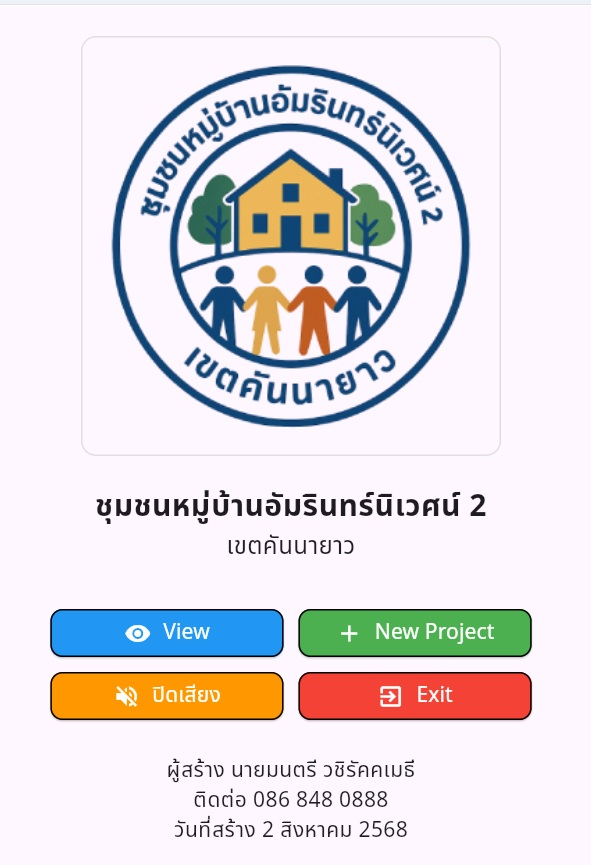 ชุมชนหมู่บ้านอัมรินทร์นิเวศน์ 2
เขตคันนายาว
ชุมชนหมู่บ้านอัมรินทร์นิเวศน์ 2
เขตคันนายาว
View
New Project
ปิดเสียง
Exit
ผู้สร้าง นายมนตรี วชิรัคคเมธี
ติดต่อ 086 848 0888
วันที่สร้าง 2 สิงหาคม 2568